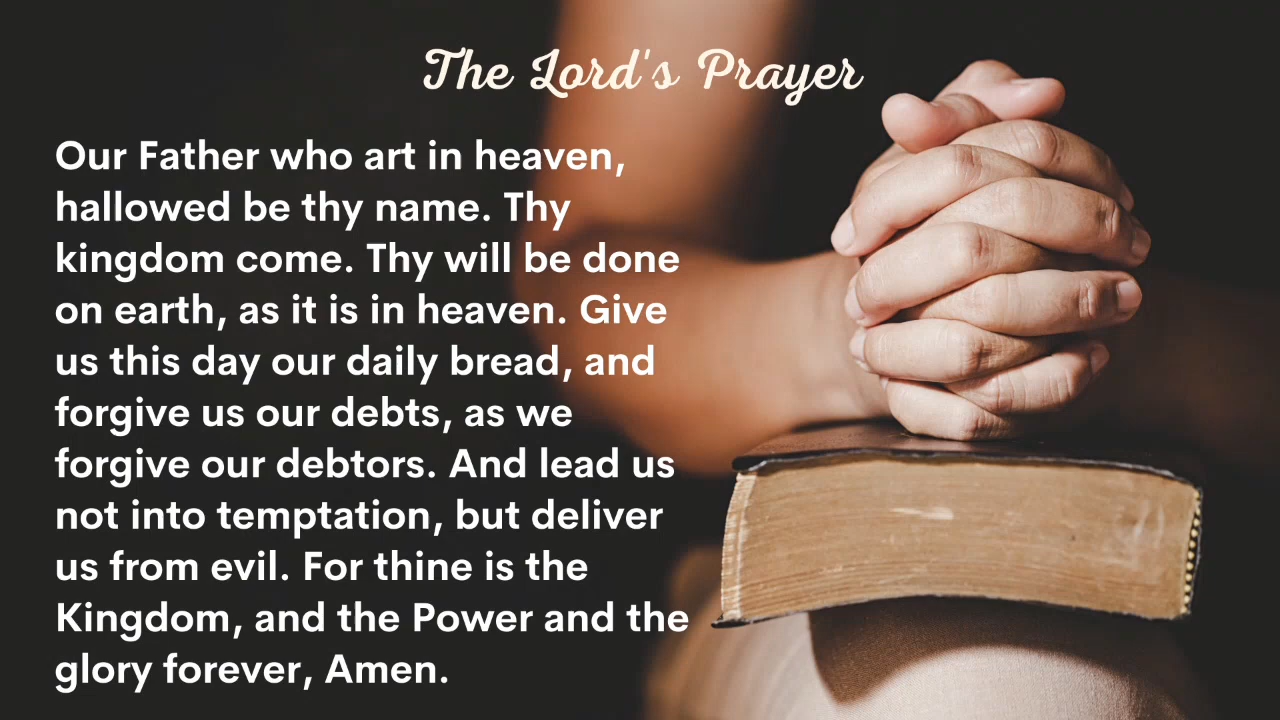 The Lord's Prayer
Our Father who art in heaven,
hallowed be thy name. Thy
kingdom come. Thy will be done
on earth, as it is in heaven. Give
us this day our daily bread, and
forgive us our debts, as we
forgive our debtors. And lead us
not into temptation, but deliver
us from evil. For thine is the
Kingdom, and the Power and the
glory forever, Amen.